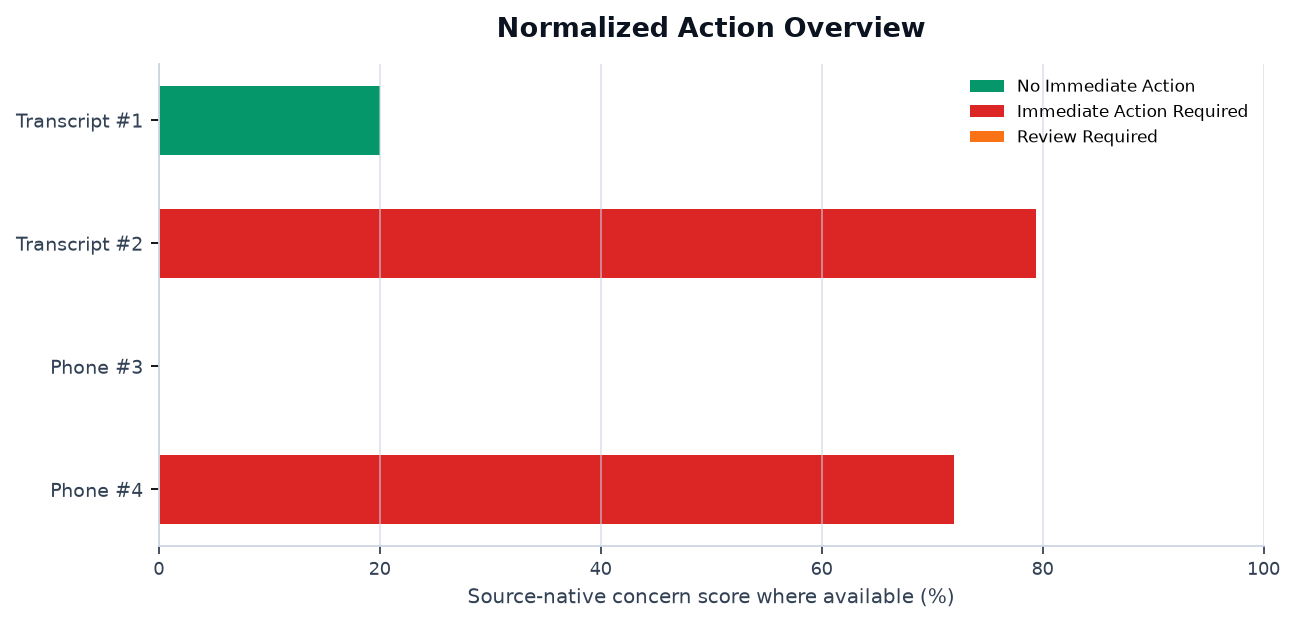 Normalized Action Overview
No Immediate Action
Immediate Action Required
Review Required
Transcript #1
Transcript #2
Phone #3
Phone #4
0 20 40 60 80 100
Source-native concern score where available (%)